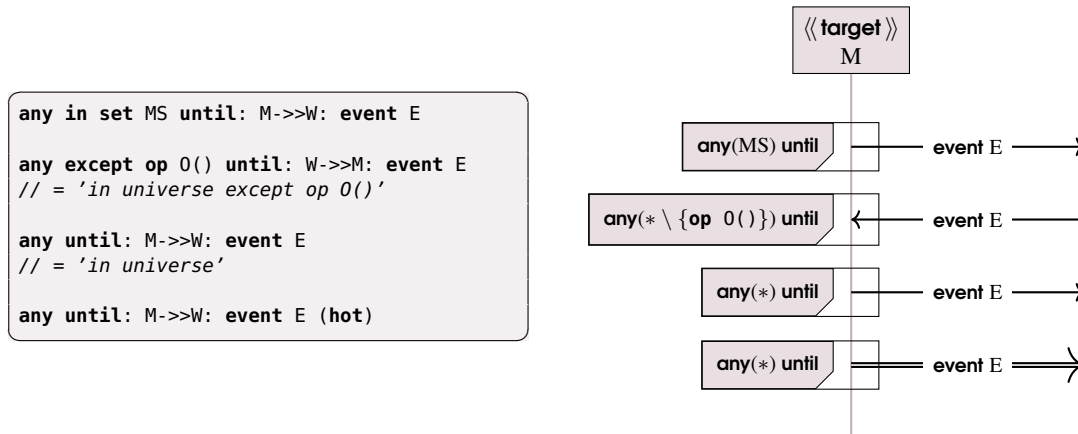 any in set MS until: M->>W: event E
any except op O() until: W->>M: event E
// = 'in universe except op O()'
any until: M->>W: event E
// = 'in universe'
any until: M->>W: event E (hot)
⟪target⟫
M
any(MS) until
event E
any(∗ \ {op O()}) until
event E
any(∗) until
event E
any(∗) until
event E